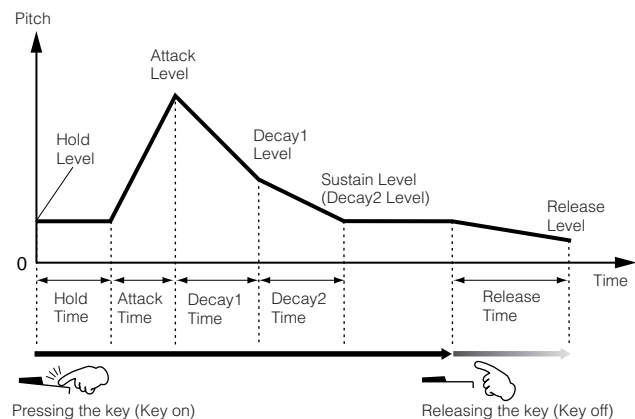 Pitch
Attack
Level
Hold
Level
Decay1
Level
Sustain Level
(Decay2 Level)
Release
Level
0
Time
Hold
Time
Attack
Time
Decay1
Time
Decay2
Time
Release
Time
Pressing the key (Key on)
Releasing the key (Key off)